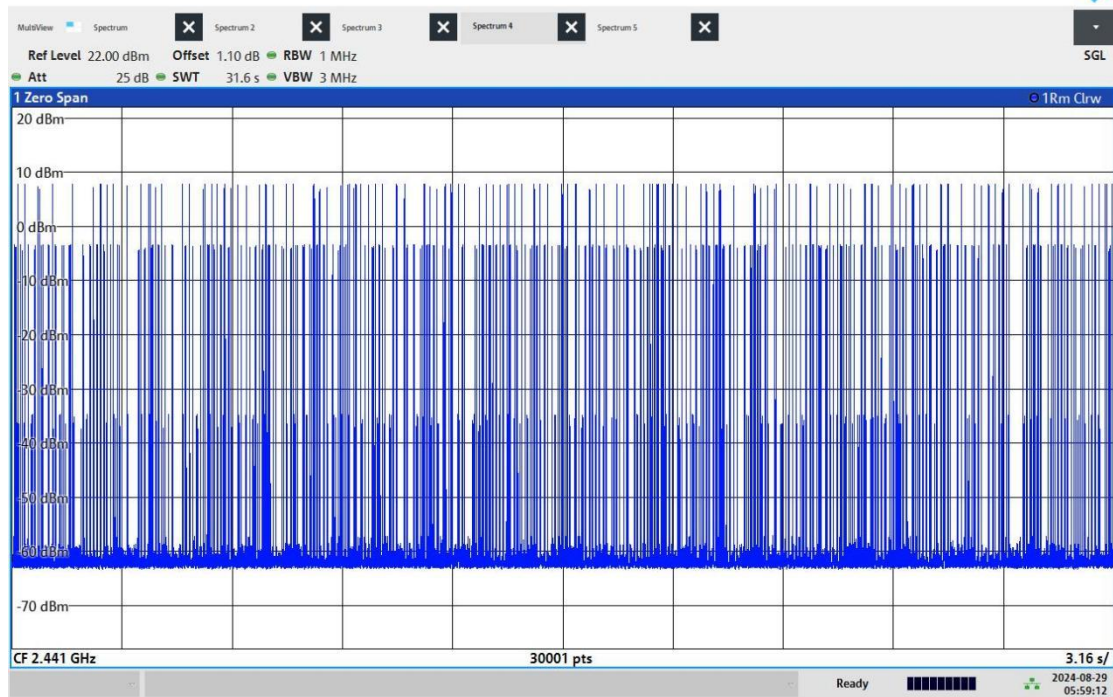 MultiView Spectrum Spectrum 2 Spectrum 3 Spectrum 4 Spectrum 5
Ref Level 22.00 dBm Offset 1.10 dB RBW 1 MHz SGL
Att 25 dB SWT 31.6 s VBW 3 MHz
1 Zero Span 1Rm Clrw
20 dBm
10 dBm
0 dBm
-10 dBm
-20 dBm
-30 dBm
-40 dBm
-50 dBm
-60 dBm
-70 dBm
CF 2.441 GHz 30001 pts 3.16 s/
Ready 2024-08-29
05:59:12